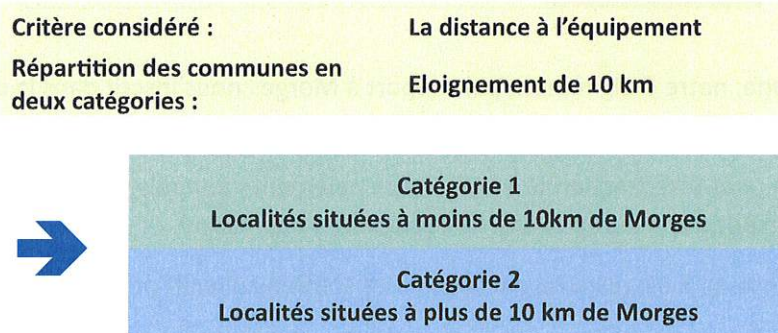 Critère considéré : La distance à l'équipement
Répartition des communes en
deux catégories : Eloignement de 10 km
Catégorie 1
Localités situées à moins de 10km de Morges
Catégorie 2
Localités situées à plus de 10 km de Morges